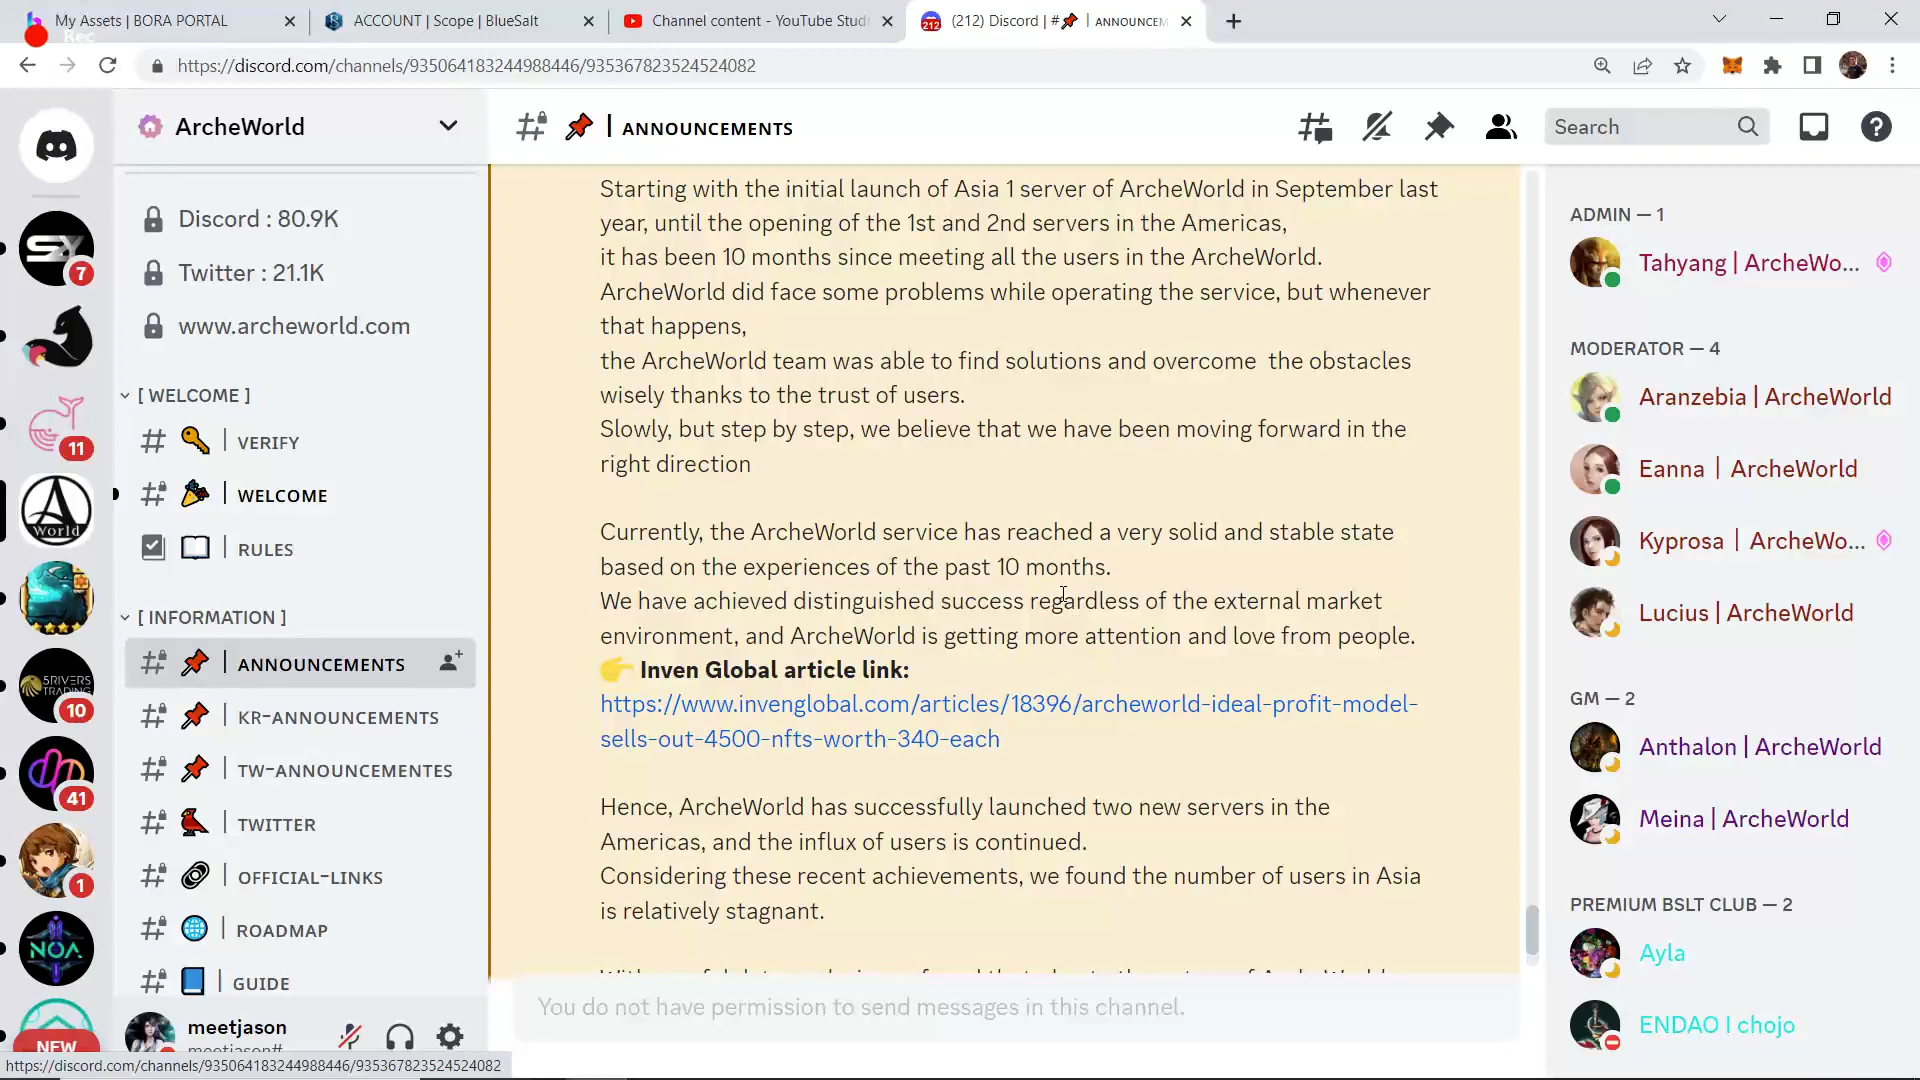 My Assets | BORA PORTAL
ACCOUNT | Scope | BlueSalt
Channel content - YouTube Stud
(212) Discord | # | ANNOUNCEM
Rec
212
https://discord.com/channels/935064183244988446/935367823524524082
ArcheWorld
| ANNOUNCEMENTS
Search
Discord : 80.9K
Twitter : 21.1K
www.archeworld.com
[ WELCOME ]
| VERIFY
| WELCOME
| RULES
[ INFORMATION ]
| ANNOUNCEMENTS
| KR-ANNOUNCEMENTS
| TW-ANNOUNCEMENTES
| TWITTER
| OFFICIAL-LINKS
| ROADMAP
| GUIDE
meetjason
meetjason#
7
11
A
World
5RIVERS
TRADING
10
41
1
NOA
NEW
Starting with the initial launch of Asia 1 server of ArcheWorld in September last
year, until the opening of the 1st and 2nd servers in the Americas,
it has been 10 months since meeting all the users in the ArcheWorld.
ArcheWorld did face some problems while operating the service, but whenever
that happens,
the ArcheWorld team was able to find solutions and overcome  the obstacles
wisely thanks to the trust of users.
Slowly, but step by step, we believe that we have been moving forward in the
right direction
Currently, the ArcheWorld service has reached a very solid and stable state
based on the experiences of the past 10 months.
We have achieved distinguished success regardless of the external market
environment, and ArcheWorld is getting more attention and love from people.
👉 Inven Global article link:
https://www.invenglobal.com/articles/18396/archeworld-ideal-profit-model-
sells-out-4500-nfts-worth-340-each
Hence, ArcheWorld has successfully launched two new servers in the
Americas, and the influx of users is continued.
Considering these recent achievements, we found the number of users in Asia
is relatively stagnant.
You do not have permission to send messages in this channel.
ADMIN — 1
Tahyang | ArcheWo...
MODERATOR — 4
Aranzebia | ArcheWorld
Eanna | ArcheWorld
Kyprosa | ArcheWo...
Lucius | ArcheWorld
GM — 2
Anthalon | ArcheWorld
Meina | ArcheWorld
PREMIUM BSLT CLUB — 2
Ayla
ENDAO I chojo
https://discord.com/channels/935064183244988446/935367823524524082